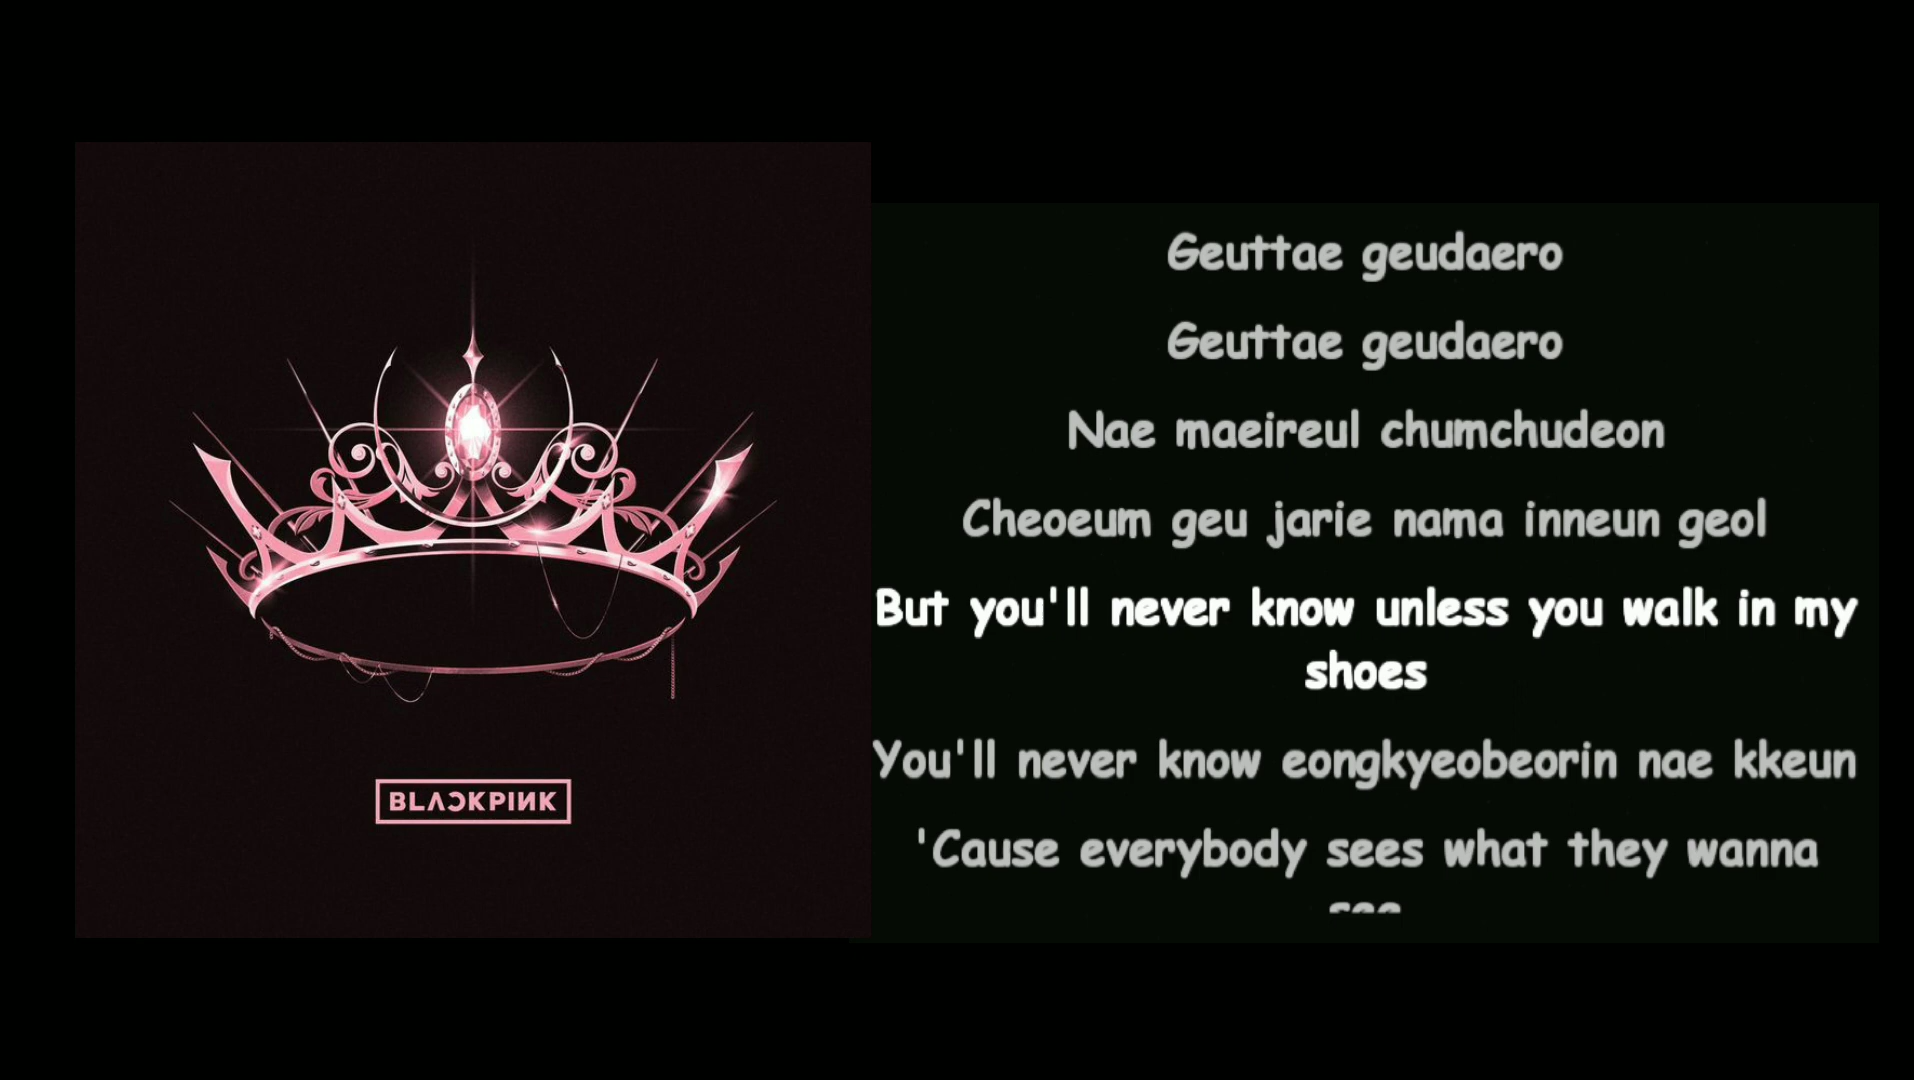 BLACKPINK
Geuttae geudaero
Geuttae geudaero
Nae maeireul chumchudeon
Cheoeum geu jarie nama inneun geol
But you'll never know unless you walk in my
shoes
You'll never know eongkyeobeorin nae kkeun
'Cause everybody sees what they wanna